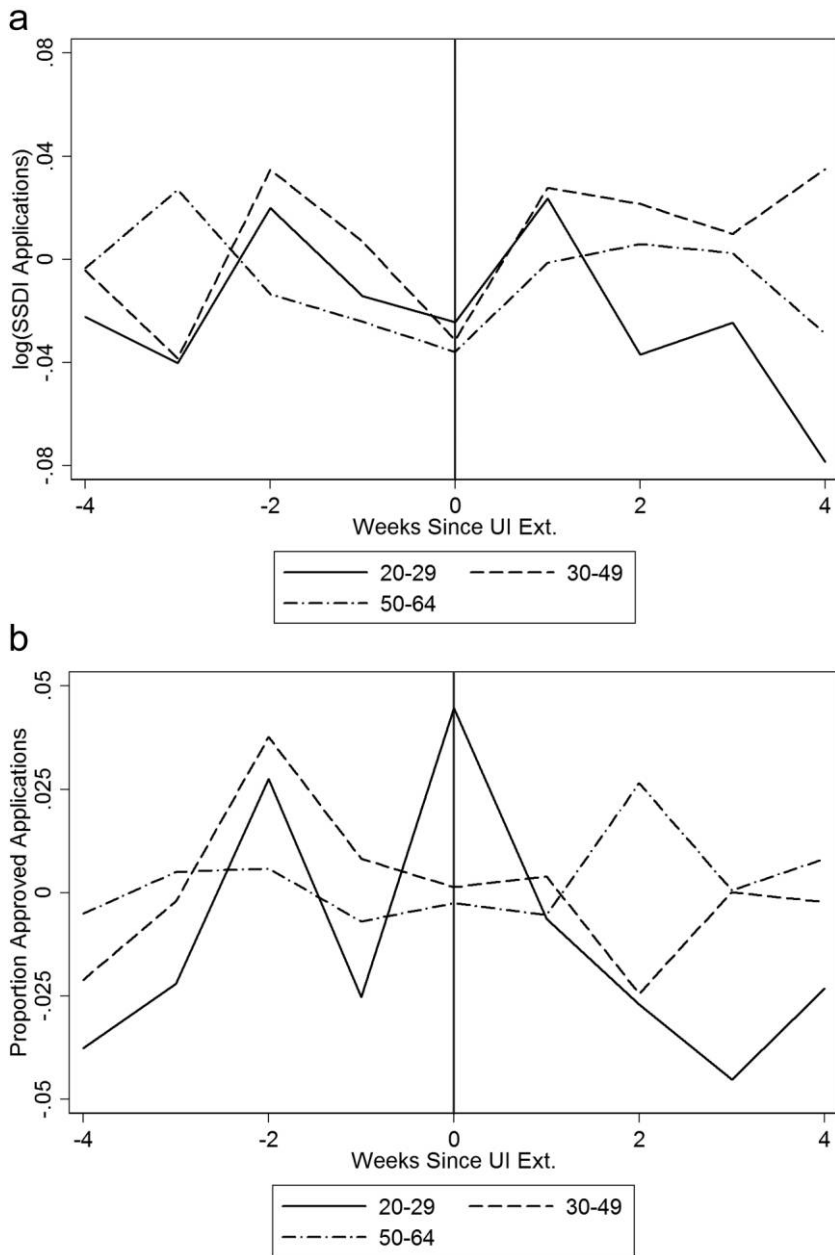 a
.08
.04
0
-.04
-.08
log(SSDI Applications)
-4 -2 0 2 4
Weeks Since UI Ext.
20-29 30-49
50-64
b
.05
.025
0
-.025
-.05
Proportion Approved Applications
-4 -2 0 2 4
Weeks Since UI Ext.
20-29 30-49
50-64